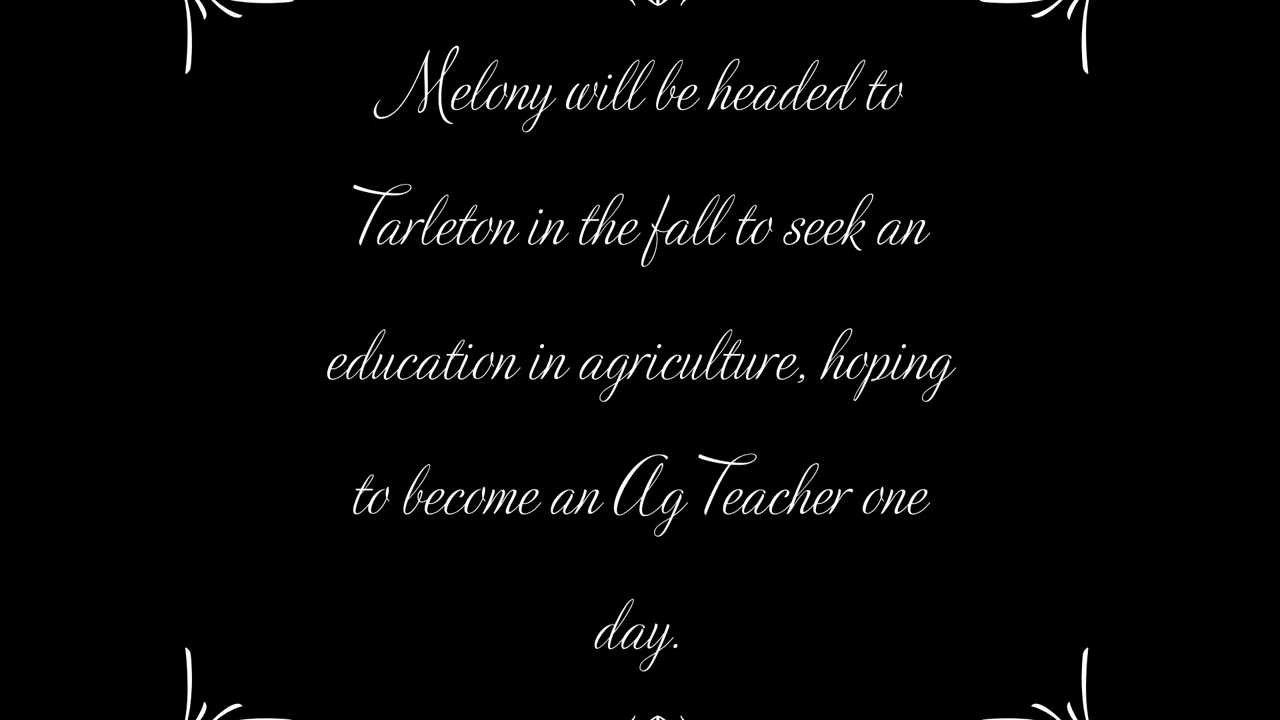 Melony will be headed to
Tarleton in the fall to seek an
education in agriculture, hoping
to become an Ag Teacher one
day.